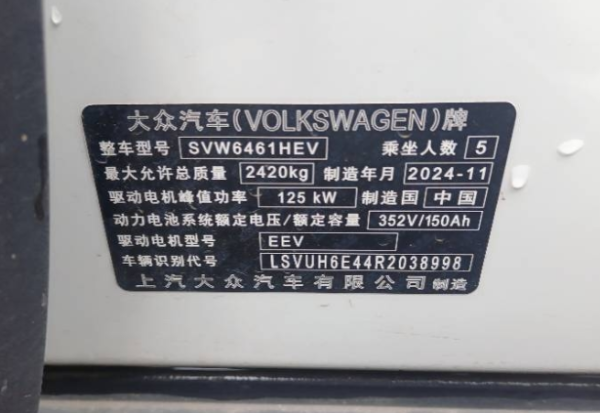 大众汽车(VOLKSWAGEN)牌
整车型号 SVW6461HEV 乘坐人数 5
最大允许总质量 2420kg 制造年月 2024-11
驱动电机峰值功率 125 kW 制造国 中国
动力电池系统额定电压/额定容量 352V/150Ah
驱动电机型号 EEV
车辆识别代号 LSVUH6E44R2038998
上汽大众汽车有限公司 制造